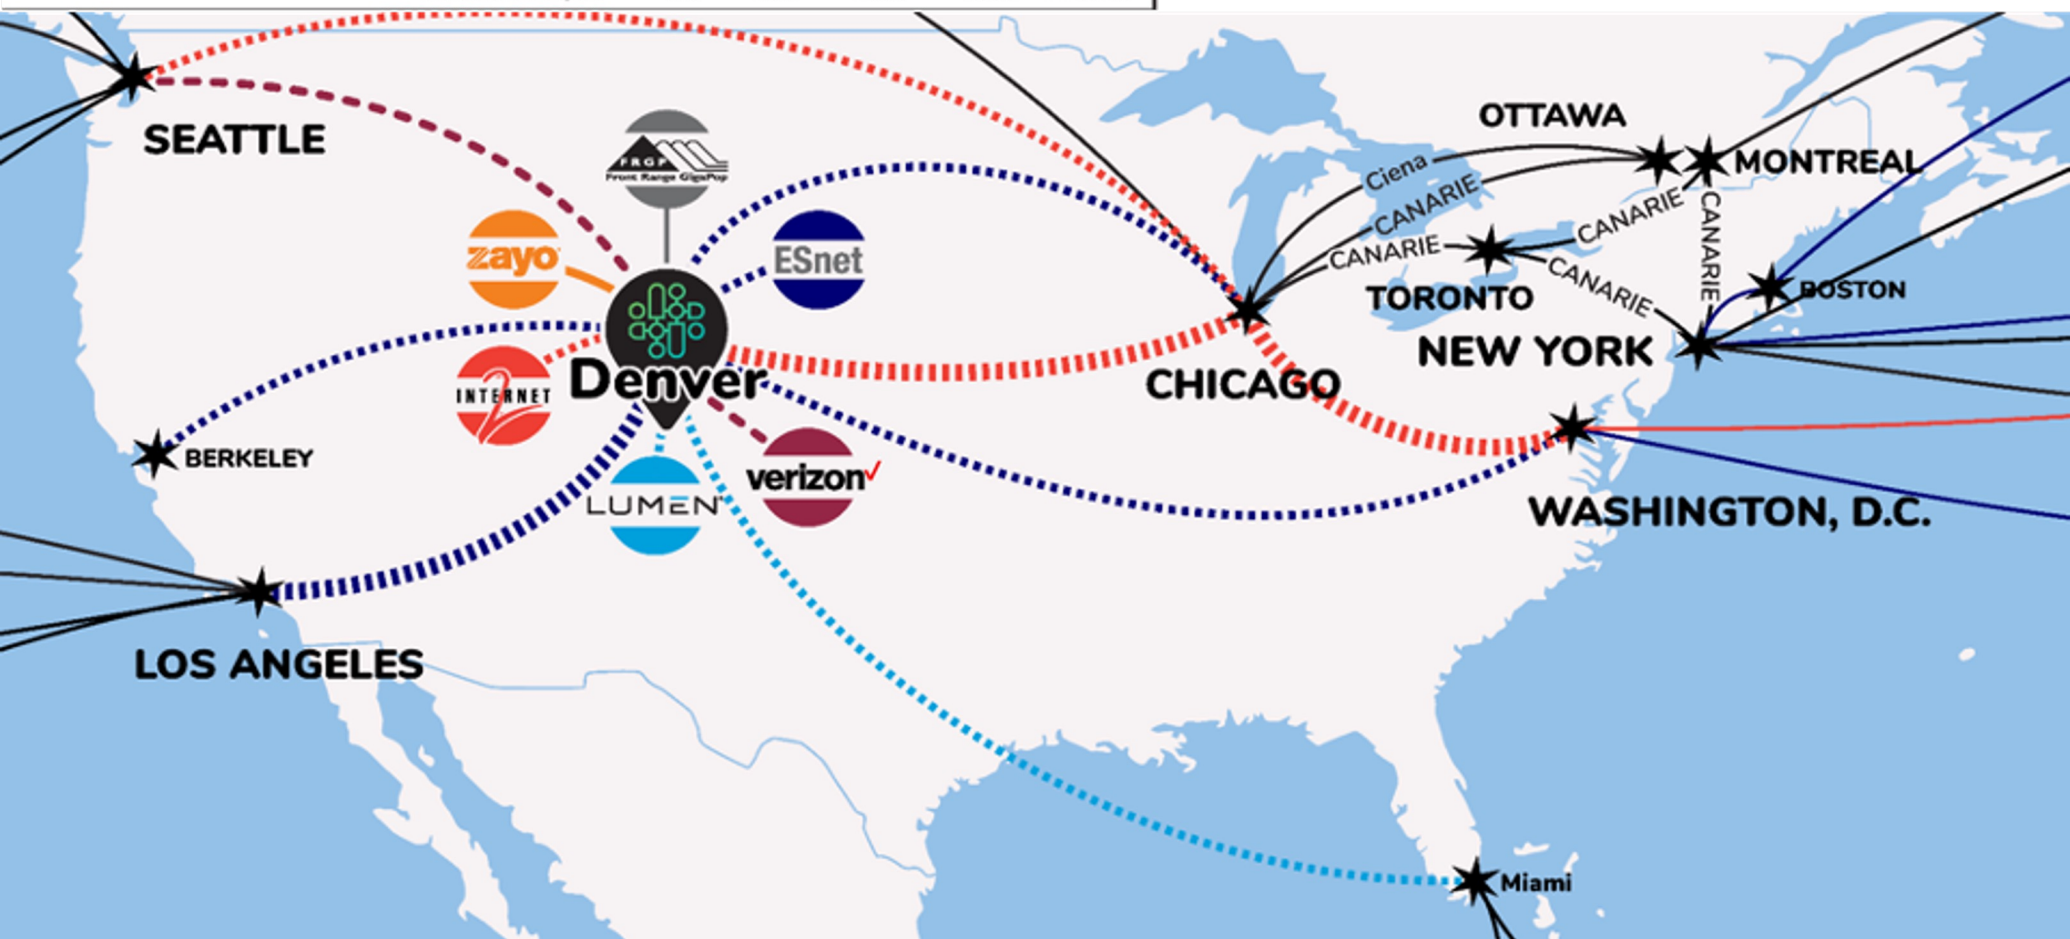 SEATTLE
FRGP
Front Range GigaPop
zayo
ESnet
INTERNET
2
Denver
LUMEN
verizon
BERKELEY
LOS ANGELES
CHICAGO
Ciena
CANARIE
CANARIE
OTTAWA
MONTREAL
CANARIE
CANARIE
CANARIE
TORONTO
BOSTON
NEW YORK
WASHINGTON, D.C.
Miami